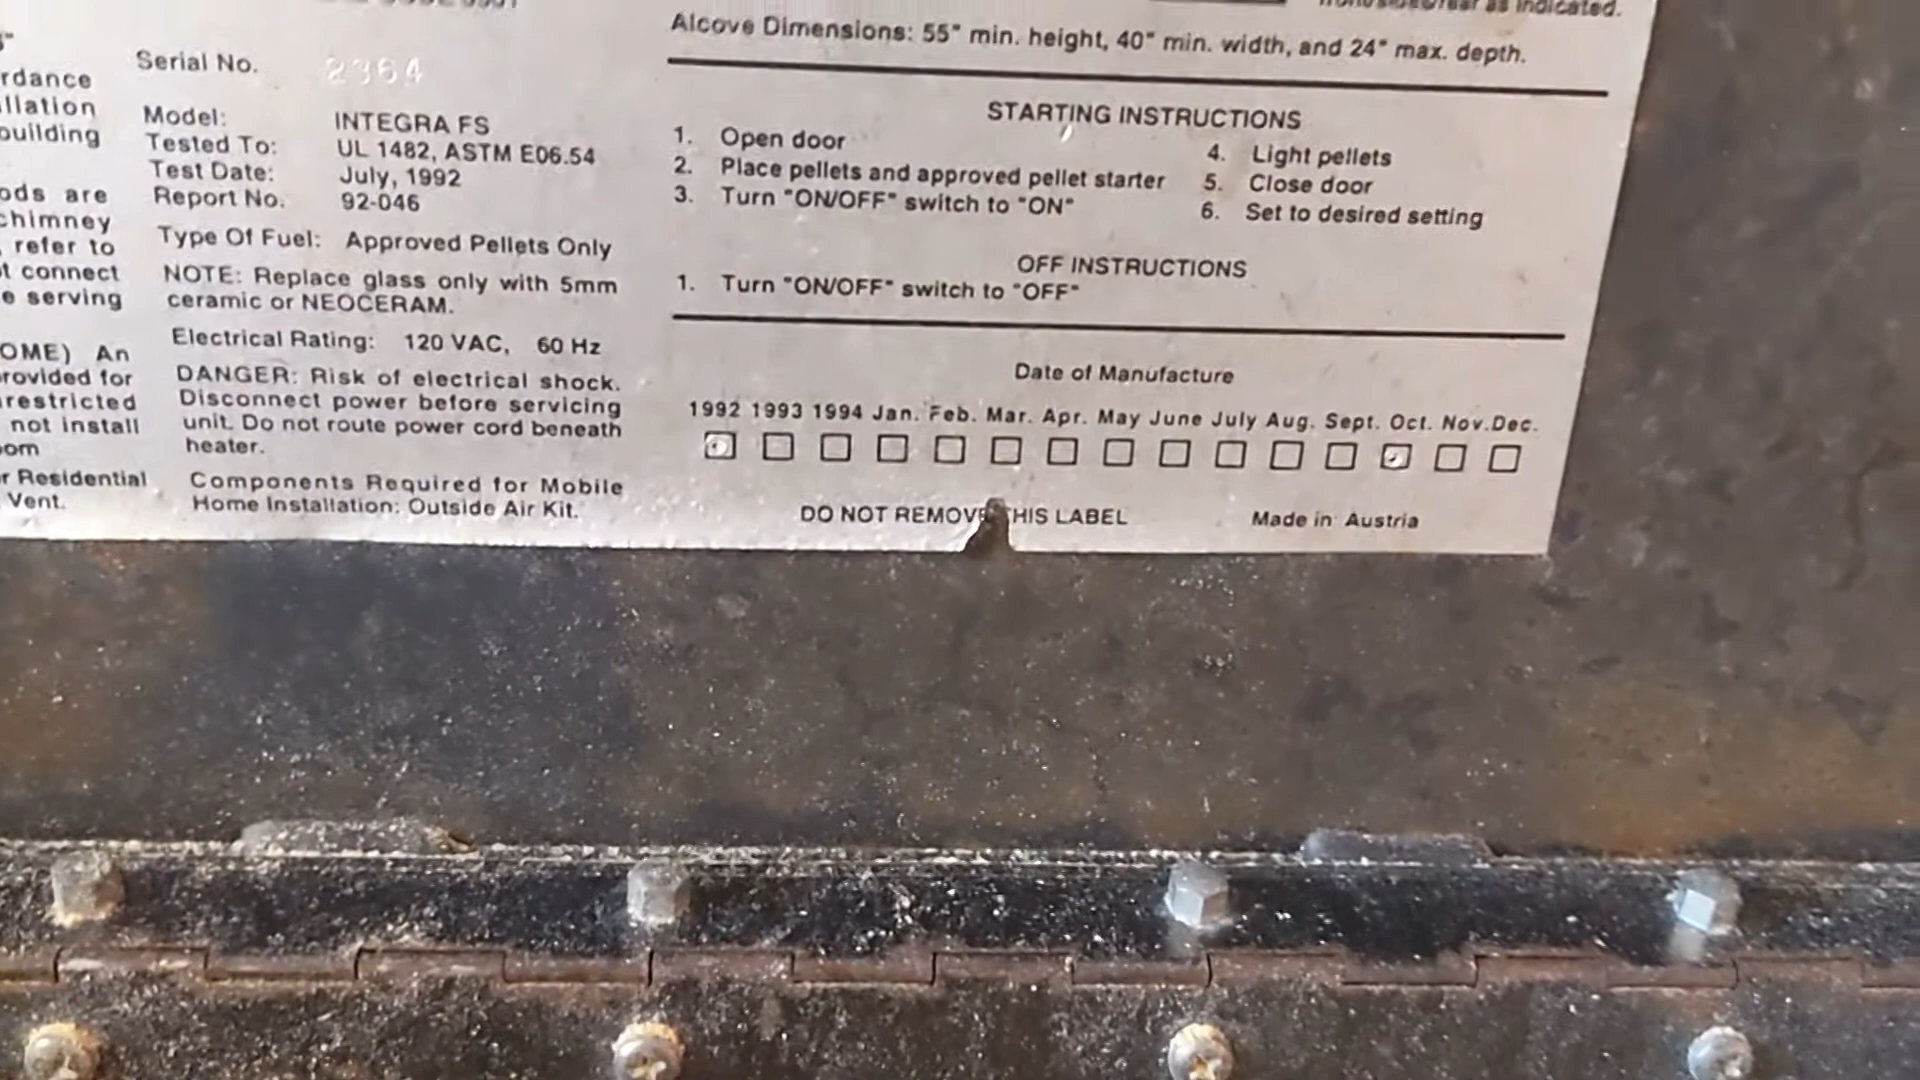 rdance
llation
building
ods are
chimney
refer to
t connect
e serving
OME) An
rovided for
restricted
not install
om
r Residential
Vent.
Serial No. 2364
Model: INTEGRA FS
Tested To: UL 1482, ASTM E06.54
Test Date: July, 1992
Report No. 92-046
Type Of Fuel: Approved Pellets Only
NOTE: Replace glass only with 5mm
ceramic or NEOCERAM.
Electrical Rating: 120 VAC, 60 Hz
DANGER: Risk of electrical shock.
Disconnect power before servicing
unit. Do not route power cord beneath
heater.
Components Required for Mobile
Home Installation: Outside Air Kit.
as indicated.
Alcove Dimensions: 55" min. height, 40" min. width, and 24" max. depth.
STARTING INSTRUCTIONS
1. Open door
2. Place pellets and approved pellet starter
3. Turn "ON/OFF" switch to "ON"
4. Light pellets
5. Close door
6. Set to desired setting
OFF INSTRUCTIONS
1. Turn "ON/OFF" switch to "OFF"
Date of Manufacture
1992 1993 1994 Jan. Feb. Mar. Apr. May June July Aug. Sept. Oct. Nov. Dec.
DO NOT REMOVE THIS LABEL
Made in Austria